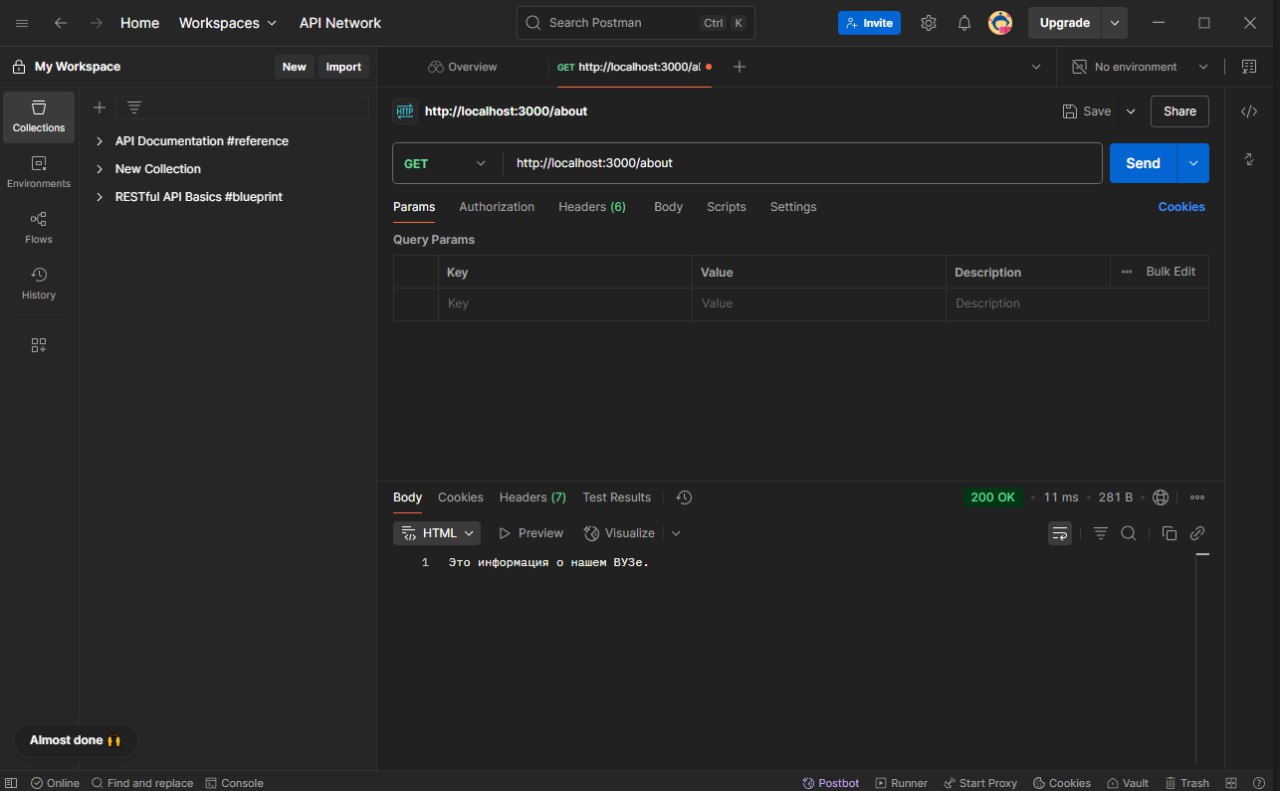 Home Workspaces API Network Search Postman Ctrl K Invite Upgrade
My Workspace New Import Overview GET http://localhost:3000/al No environment
Collections
Environments
Flows
History
API Documentation #reference
New Collection
RESTful API Basics #blueprint
HTTP http://localhost:3000/about Save Share
GET http://localhost:3000/about Send
Params Authorization Headers (6) Body Scripts Settings Cookies
Query Params
Key Value Description Bulk Edit
Key Value Description
Body Cookies Headers (7) Test Results 200 OK 11 ms 281 B
HTML Preview Visualize
1 Это информация о нашем ВУЗе.
Almost done 🙌
Online Find and replace Console Postbot Runner Start Proxy Cookies Vault Trash